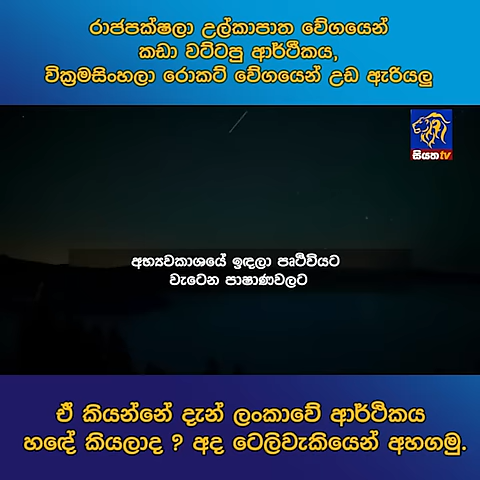 රාජපක්ෂලා උල්කාපාත වේගයෙන්
කඩා වට්ටපු ආර්ථිකය,
වික්‍රමසිංහලා රොකට් වේගයෙන් උඩ ඇරියලු
සියත tv
අභ්‍යවකාශයේ ඉඳලා පෘථිවියට
වැටෙන පාෂාණවලට
ඒ කියන්නේ දැන් ලංකාවේ ආර්ථිකය
හඳේ කියලාද ? අද ටෙලිවැකියෙන් අහගමු.